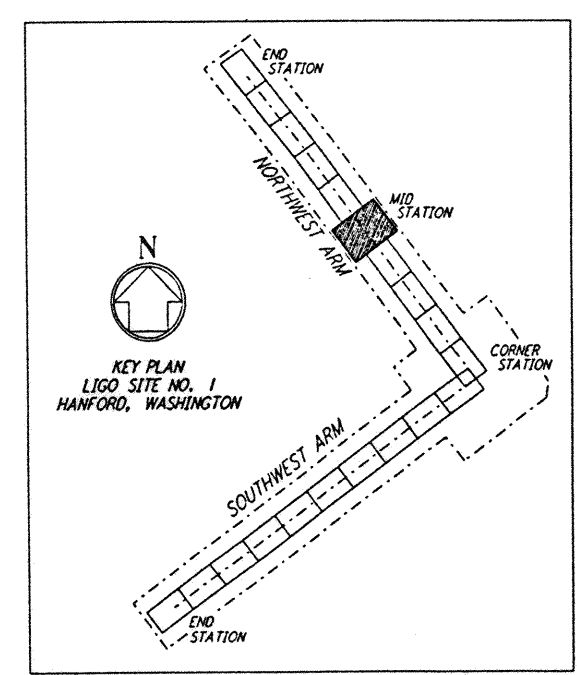 END
STATION
NORTHWEST ARM
MID
STATION
N
KEY PLAN
LIGO SITE NO. 1
HANFORD, WASHINGTON
CORNER
STATION
SOUTHWEST ARM
END
STATION